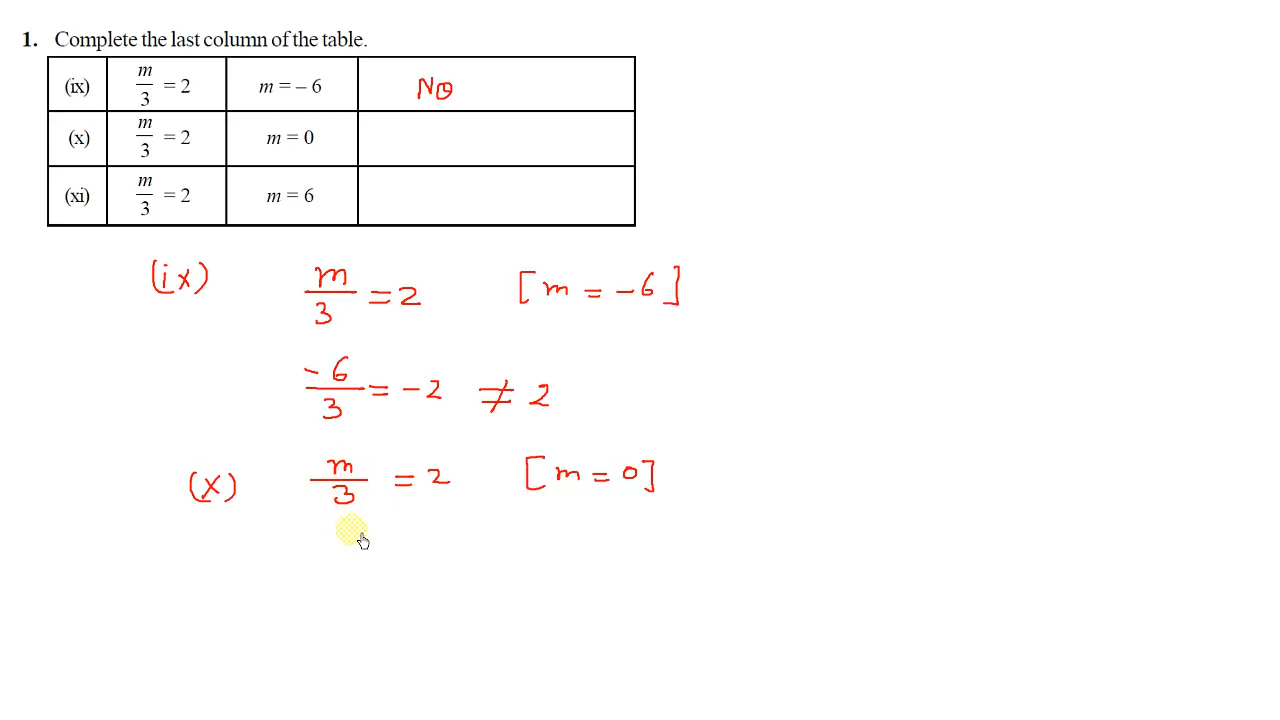 1. Complete the last column of the table.
(ix) m/3 = 2 m = – 6 NO
(x) m/3 = 2 m = 0
(xi) m/3 = 2 m = 6
(ix) m/3 = 2 [m = -6]
-6/3 = -2 ≠ 2
(x) m/3 = 2 [m = 0]